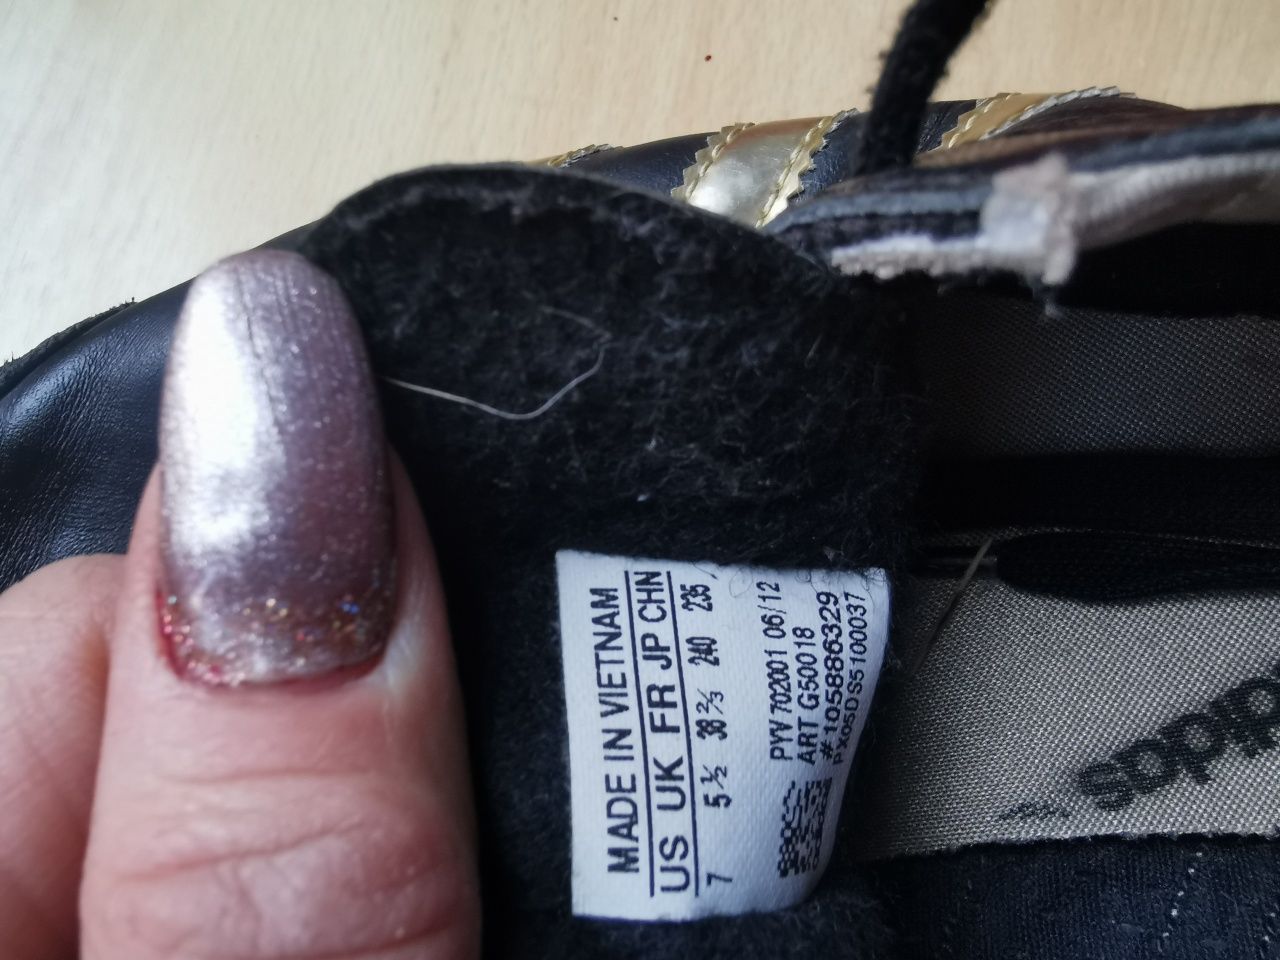 MADE IN VIETNAM
US UK FR JP CHN
7 5½ 38⅔ 240 235
PYV 702001 06/12
ART G50018
#105886329
PX05DS5100037
adidas